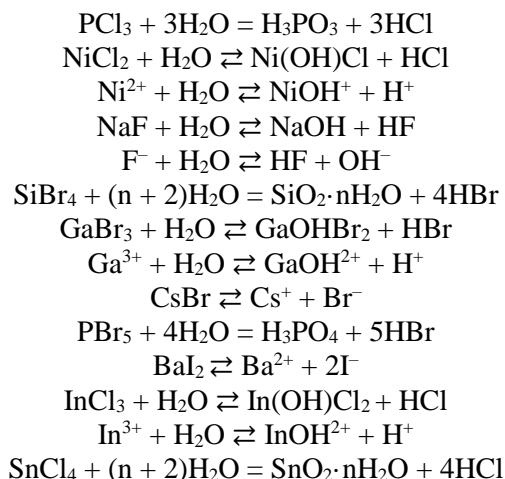 PCl₃ + 3H₂O = H₃PO₃ + 3HCl
NiCl₂ + H₂O ⇄ Ni(OH)Cl + HCl
Ni²⁺ + H₂O ⇄ NiOH⁺ + H⁺
NaF + H₂O ⇄ NaOH + HF
F⁻ + H₂O ⇄ HF + OH⁻
SiBr₄ + (n + 2)H₂O = SiO₂·nH₂O + 4HBr
GaBr₃ + H₂O ⇄ GaOHBr₂ + HBr
Ga³⁺ + H₂O ⇄ GaOH²⁺ + H⁺
CsBr ⇄ Cs⁺ + Br⁻
PBr₅ + 4H₂O = H₃PO₄ + 5HBr
BaI₂ ⇄ Ba²⁺ + 2I⁻
InCl₃ + H₂O ⇄ In(OH)Cl₂ + HCl
In³⁺ + H₂O ⇄ InOH²⁺ + H⁺
SnCl₄ + (n + 2)H₂O = SnO₂·nH₂O + 4HCl